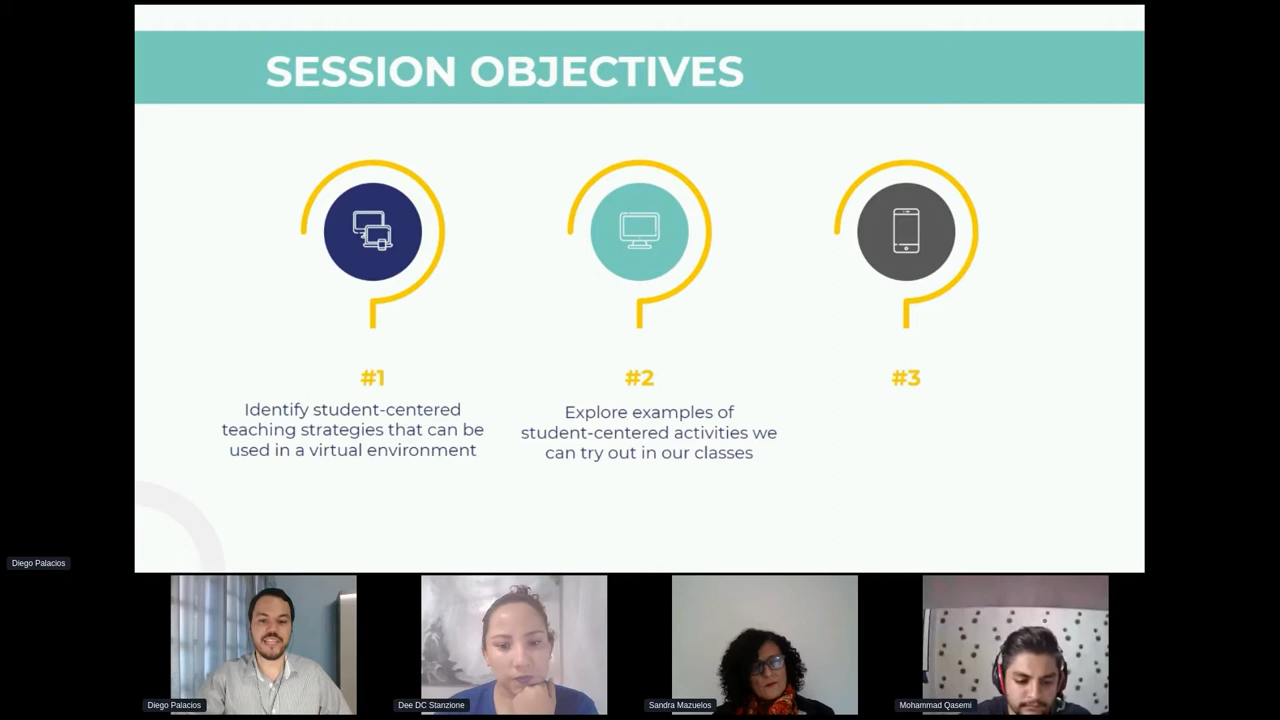 SESSION OBJECTIVES
#1
Identify student-centered
teaching strategies that can be
used in a virtual environment
#2
Explore examples of
student-centered activities we
can try out in our classes
#3
Diego Palacios
Diego Palacios
Dee DC Stanzione
Sandra Mazuelos
Mohammad Qasemi